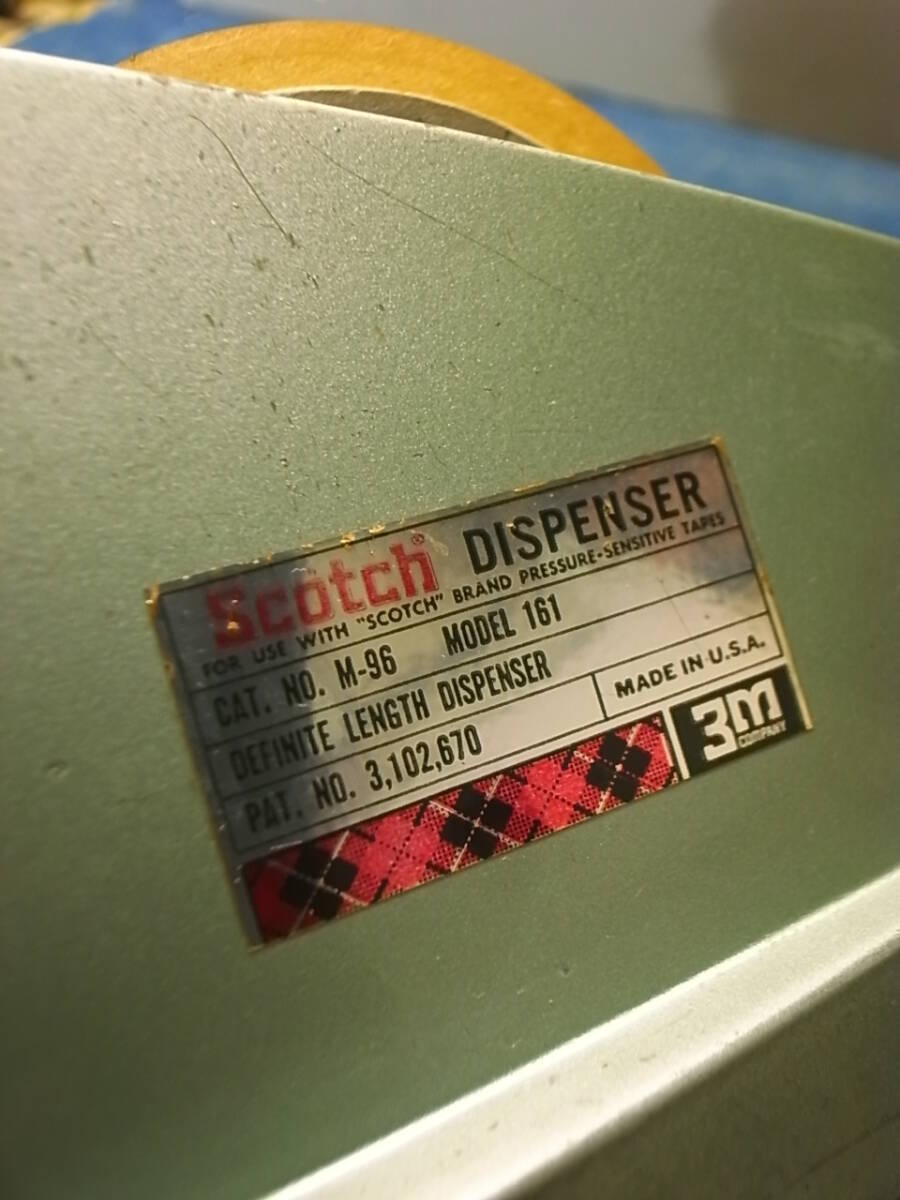 Scotch® DISPENSER
FOR USE WITH "SCOTCH" BRAND PRESSURE-SENSITIVE TAPES
CAT. NO. M-96 MODEL 161
DEFINITE LENGTH DISPENSER
MADE IN U.S.A.
PAT. NO. 3,102,670
3M
COMPANY